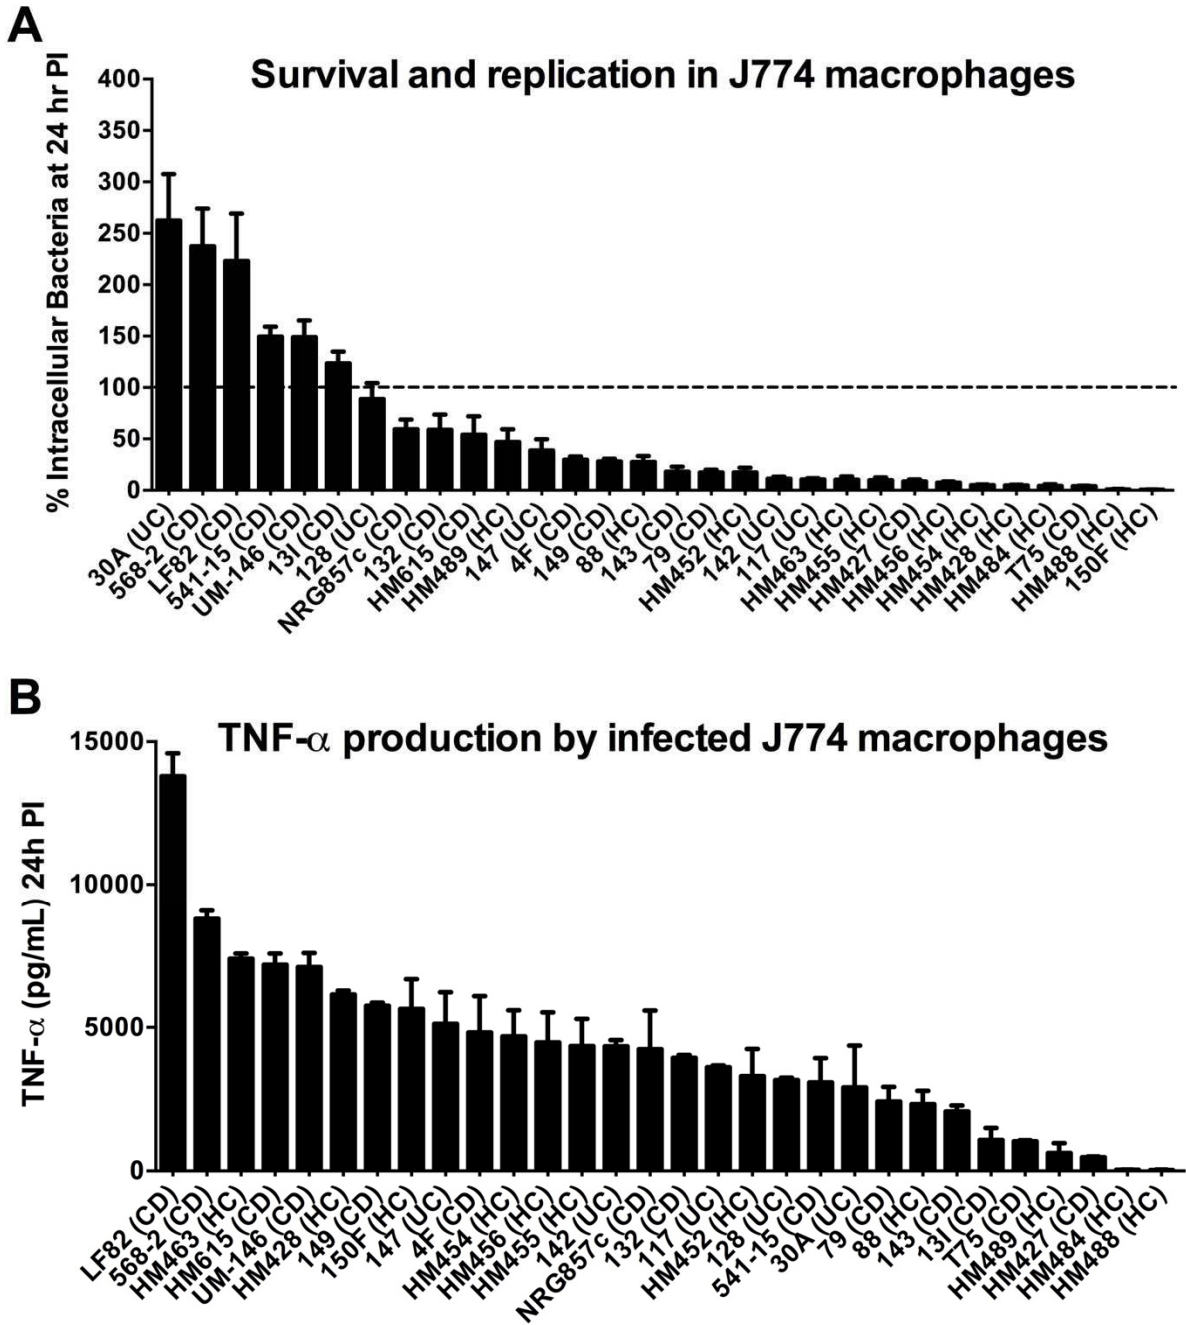 A
Survival and replication in J774 macrophages
% Intracellular Bacteria at 24 hr PI
400
350
300
250
200
150
100
50
0
30A (UC)
568-2 (CD)
LF82 (CD)
541-15 (CD)
UM-146 (CD)
13I (CD)
128 (UC)
NRG857c (CD)
132 (CD)
HM615 (CD)
HM489 (HC)
147 (UC)
4F (CD)
149 (CD)
88 (HC)
143 (CD)
79 (CD)
HM452 (HC)
142 (UC)
117 (UC)
HM463 (HC)
HM455 (HC)
HM427 (CD)
HM456 (HC)
HM454 (HC)
HM428 (HC)
HM484 (HC)
T75 (CD)
HM488 (HC)
150F (HC)
B
TNF-α production by infected J774 macrophages
TNF-α (pg/mL) 24h PI
15000
10000
5000
0
LF82 (CD)
568-2 (CD)
HM463 (HC)
HM615 (CD)
UM-146 (CD)
HM428 (HC)
149 (CD)
150F (HC)
147 (UC)
4F (CD)
HM454 (HC)
HM456 (HC)
HM455 (HC)
142 (UC)
NRG857c (CD)
132 (CD)
117 (UC)
HM452 (HC)
128 (UC)
541-15 (CD)
30A (UC)
79 (CD)
88 (HC)
143 (CD)
13I (CD)
T75 (CD)
HM489 (HC)
HM427 (CD)
HM484 (HC)
HM488 (HC)